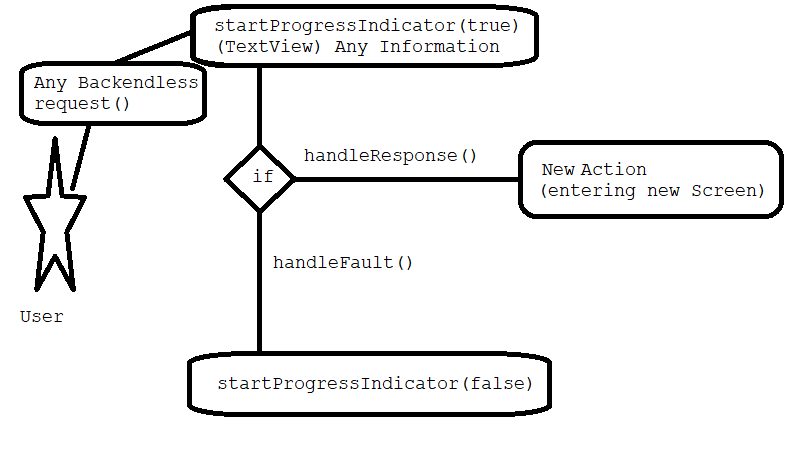 startProgressIndicator(true)
(TextView) Any Information
Any Backendless
request()
handleResponse()
if
New Action
(entering new Screen)
handleFault()
User
startProgressIndicator(false)